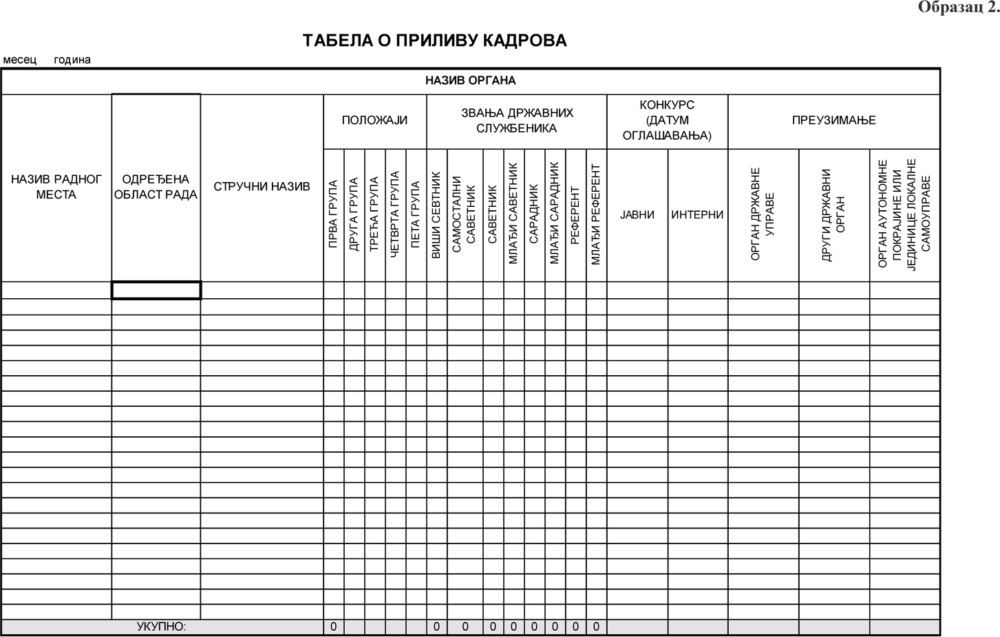 Образац 2.
ТАБЕЛА О ПРИЛИВУ КАДРОВА
месец година
НАЗИВ ОРГАНА
НАЗИВ РАДНОГ
МЕСТА
ОДРЕЂЕНА
ОБЛАСТ РАДА
СТРУЧНИ НАЗИВ
ПОЛОЖАЈИ
ПРВА ГРУПА
ДРУГА ГРУПА
ТРЕЋА ГРУПА
ЧЕТВРТА ГРУПА
ПЕТА ГРУПА
ЗВАЊА ДРЖАВНИХ
СЛУЖБЕНИКА
ВИШИ СЕВТНИК
САМОСТАЛНИ
САВЕТНИК
САВЕТНИК
МЛАЂИ САВЕТНИК
САРАДНИК
МЛАЂИ САРАДНИК
РЕФЕРЕНТ
МЛАЂИ РЕФЕРЕНТ
КОНКУРС
(ДАТУМ
ОГЛАШАВАЊА)
ЈАВНИ
ИНТЕРНИ
ПРЕУЗИМАЊЕ
ОРГАН ДРЖАВНЕ
УПРАВЕ
ДРУГИ ДРЖАВНИ
ОРГАН
ОРГАН АУТОНОМНЕ
ПОКРАЈИНЕ ИЛИ
ЈЕДИНИЦЕ ЛОКАЛНЕ
САМОУПРАВЕ
УКУПНО: 0 0 0 0 0 0 0 0 0